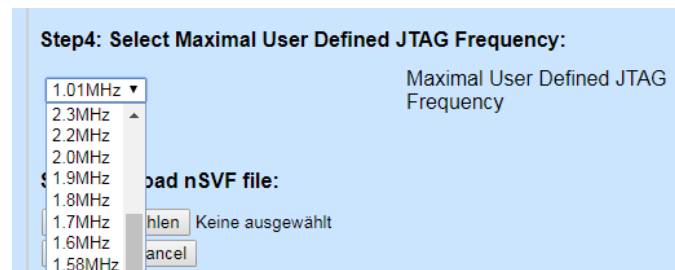 Step4: Select Maximal User Defined JTAG Frequency:
1.01MHz
Maximal User Defined JTAG
Frequency
2.3MHz
2.2MHz
2.0MHz
1.9MHz
1.8MHz
1.7MHz
1.6MHz
1.58MHz
S
oad nSVF file:
hlen Keine ausgewählt
ancel